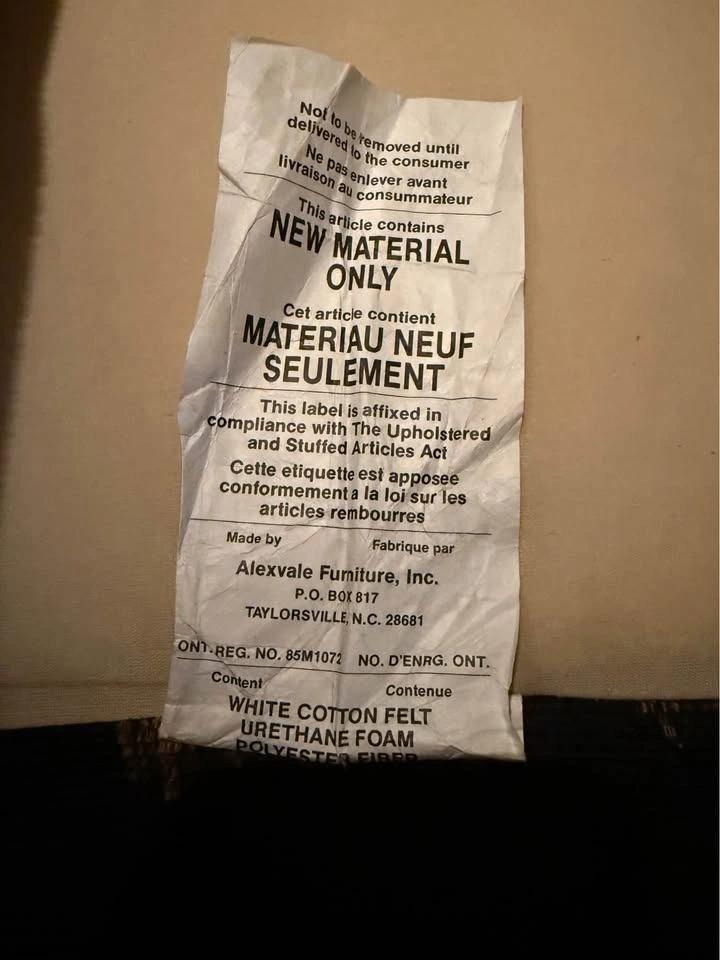 Not to be removed until
delivered to the consumer
Ne pas enlever avant
livraison au consummateur
This article contains
NEW MATERIAL
ONLY
Cet article contient
MATERIAU NEUF
SEULEMENT
This label is affixed in
compliance with The Upholstered
and Stuffed Articles Act
Cette etiquette est apposee
conformement a la loi sur les
articles rembourres
Made by Fabrique par
Alexvale Furniture, Inc.
P.O. BOX 817
TAYLORSVILLE, N.C. 28681
ONT. REG. NO. 85M1072 NO. D'ENRG. ONT.
Content Contenue
WHITE COTTON FELT
URETHANE FOAM
POLYESTER FIBER